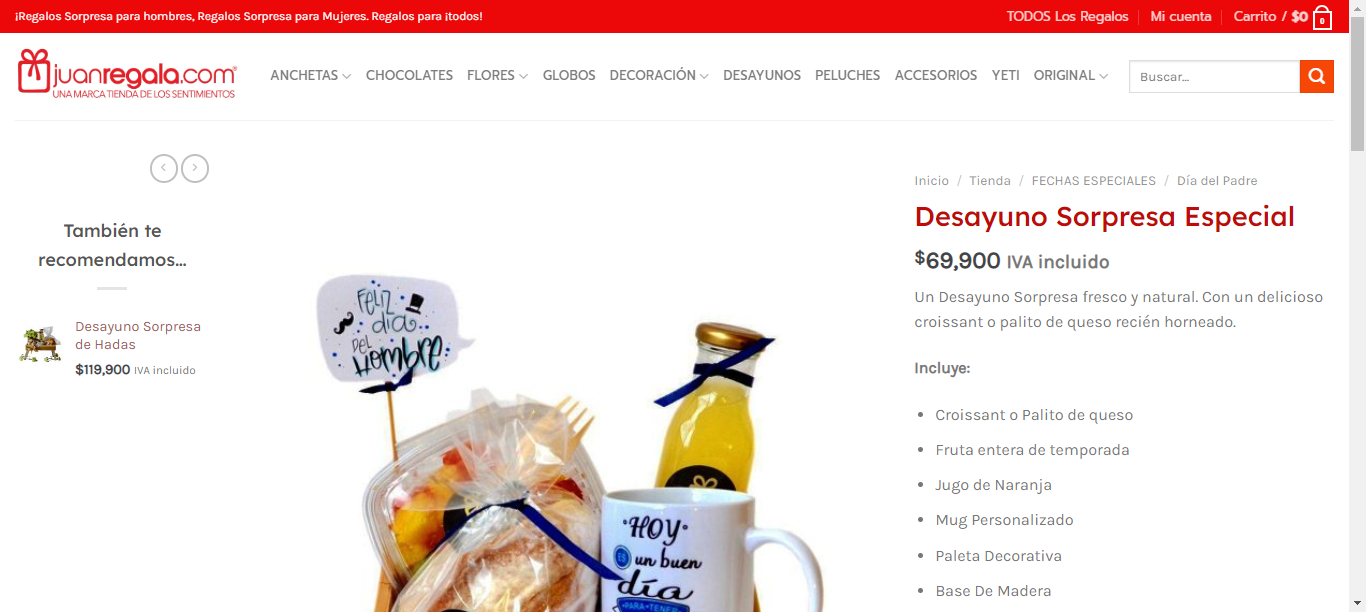 ¡Regalos Sorpresa para hombres, Regalos Sorpresa para Mujeres. Regalos para ¡todos!
TODOS Los Regalos
Mi cuenta
Carrito / $0
0
juanregala.com®
UNA MARCA TIENDA DE LOS SENTIMIENTOS
ANCHETAS
CHOCOLATES
FLORES
GLOBOS
DECORACIÓN
DESAYUNOS
PELUCHES
ACCESORIOS
YETI
ORIGINAL
Buscar...
También te
recomendamos...
Desayuno Sorpresa
de Hadas
$119,900 IVA incluido
FELIZ
día
DEL
HOMBRE
HOY
ES
un buen
día
PARA TENER
Inicio / Tienda / FECHAS ESPECIALES / Día del Padre
Desayuno Sorpresa Especial
$69,900 IVA incluido
Un Desayuno Sorpresa fresco y natural. Con un delicioso
croissant o palito de queso recién horneado.
Incluye:
Croissant o Palito de queso
Fruta entera de temporada
Jugo de Naranja
Mug Personalizado
Paleta Decorativa
Base De Madera